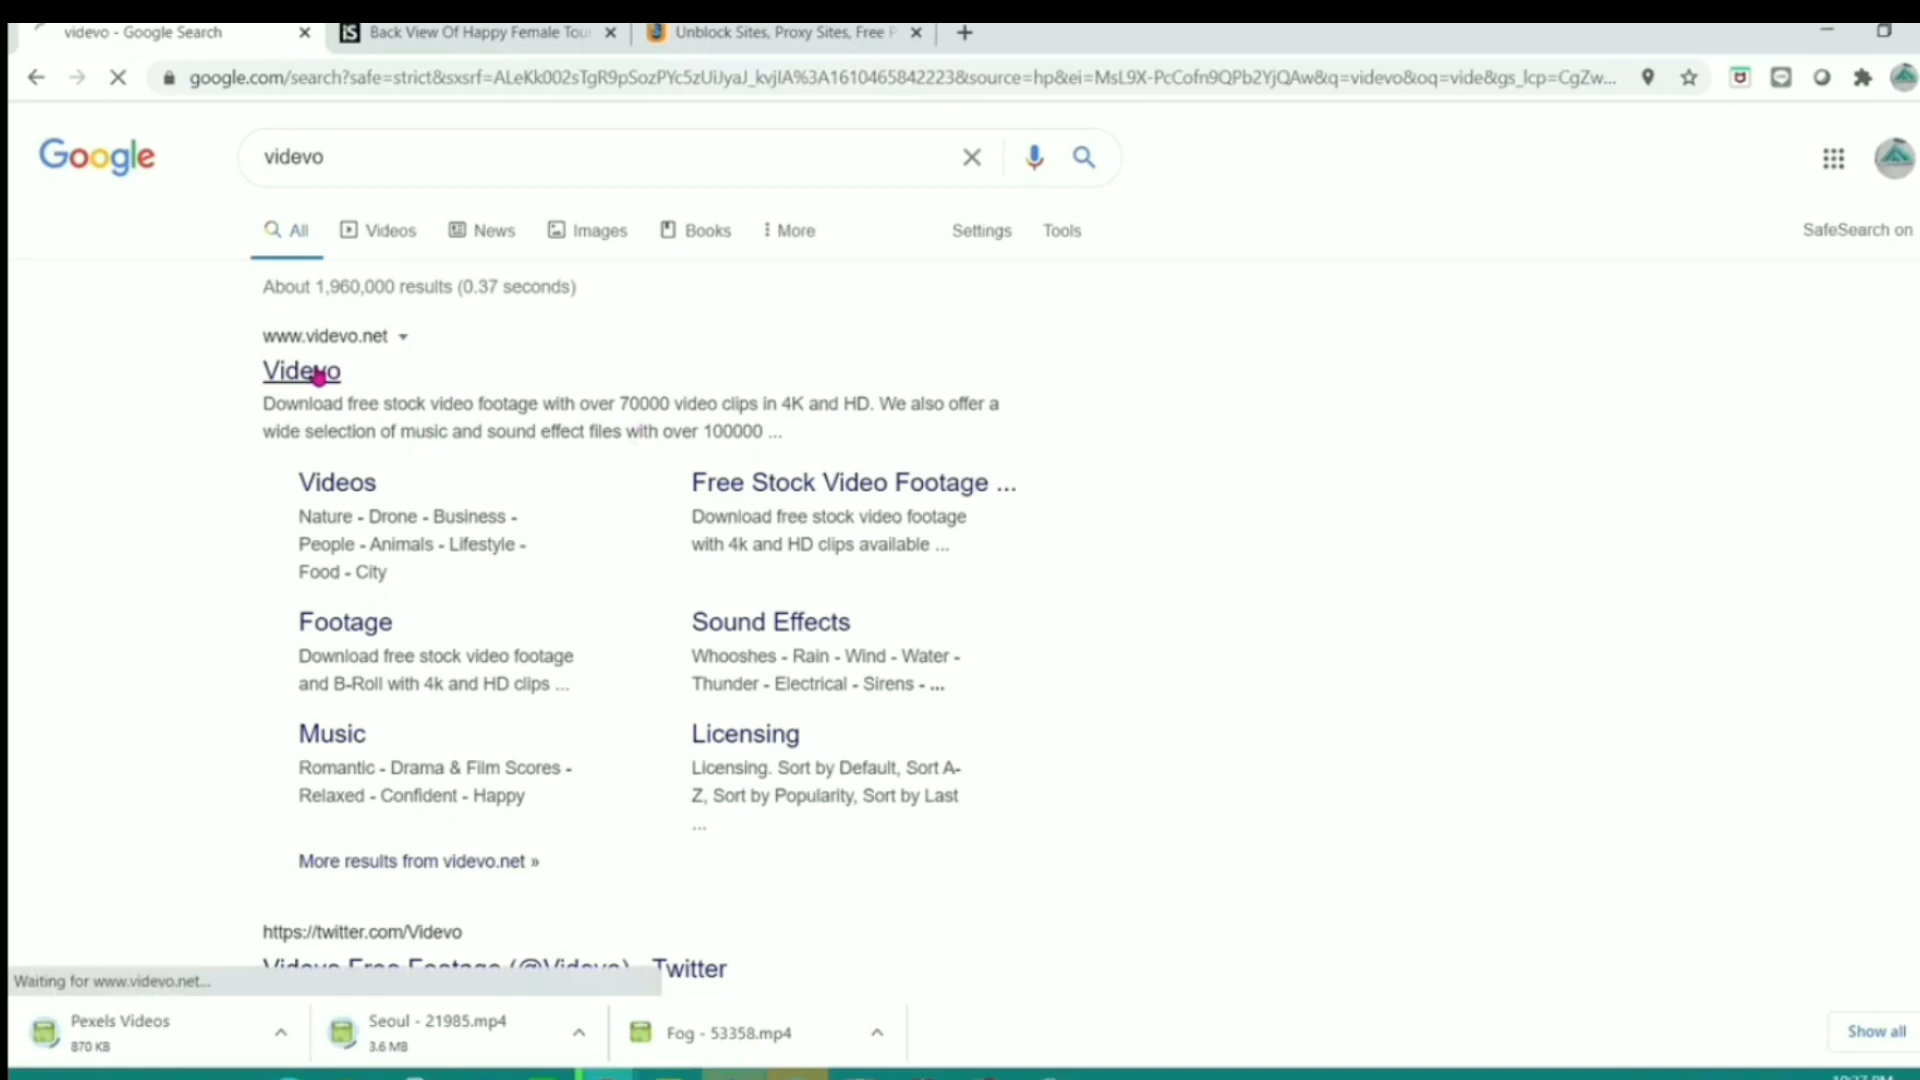 videvo - Google Search
Back View Of Happy Female Tour
Unblock Sites, Proxy Sites, Free P
google.com/search?safe=strict&sxsrf=ALeKk002sTgR9pSozPYc5zUiJyaJ_kvjIA%3A1610465842223&source=hp&ei=MsL9X-PcCofn9QPb2YjQAw&q=videvo&oq=vide&gs_lcp=CgZw...
Google
videvo
All
Videos
News
Images
Books
More
Settings
Tools
SafeSearch on
About 1,960,000 results (0.37 seconds)
www.videvo.net
Videvo
Download free stock video footage with over 70000 video clips in 4K and HD. We also offer a
wide selection of music and sound effect files with over 100000 ...
Videos
Nature - Drone - Business -
People - Animals - Lifestyle -
Food - City
Free Stock Video Footage ...
Download free stock video footage
with 4k and HD clips available ...
Footage
Download free stock video footage
and B-Roll with 4k and HD clips ...
Sound Effects
Whooshes - Rain - Wind - Water -
Thunder - Electrical - Sirens - ...
Music
Romantic - Drama & Film Scores -
Relaxed - Confident - Happy
Licensing
Licensing. Sort by Default, Sort A-
Z, Sort by Popularity, Sort by Last
...
More results from videvo.net »
https://twitter.com/Videvo
Videvo Free Footage (@Videvo) - Twitter
Waiting for www.videvo.net...
Pexels Videos
870 KB
Seoul - 21985.mp4
3.6 MB
Fog - 53358.mp4
Show all